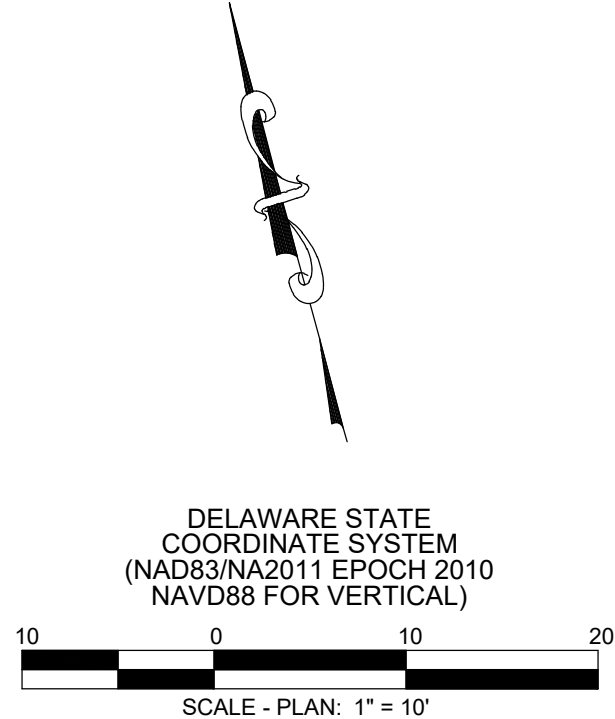 DELAWARE STATE
COORDINATE SYSTEM
(NAD83/NA2011 EPOCH 2010
NAVD88 FOR VERTICAL)
10 0 10 20
SCALE - PLAN: 1" = 10'